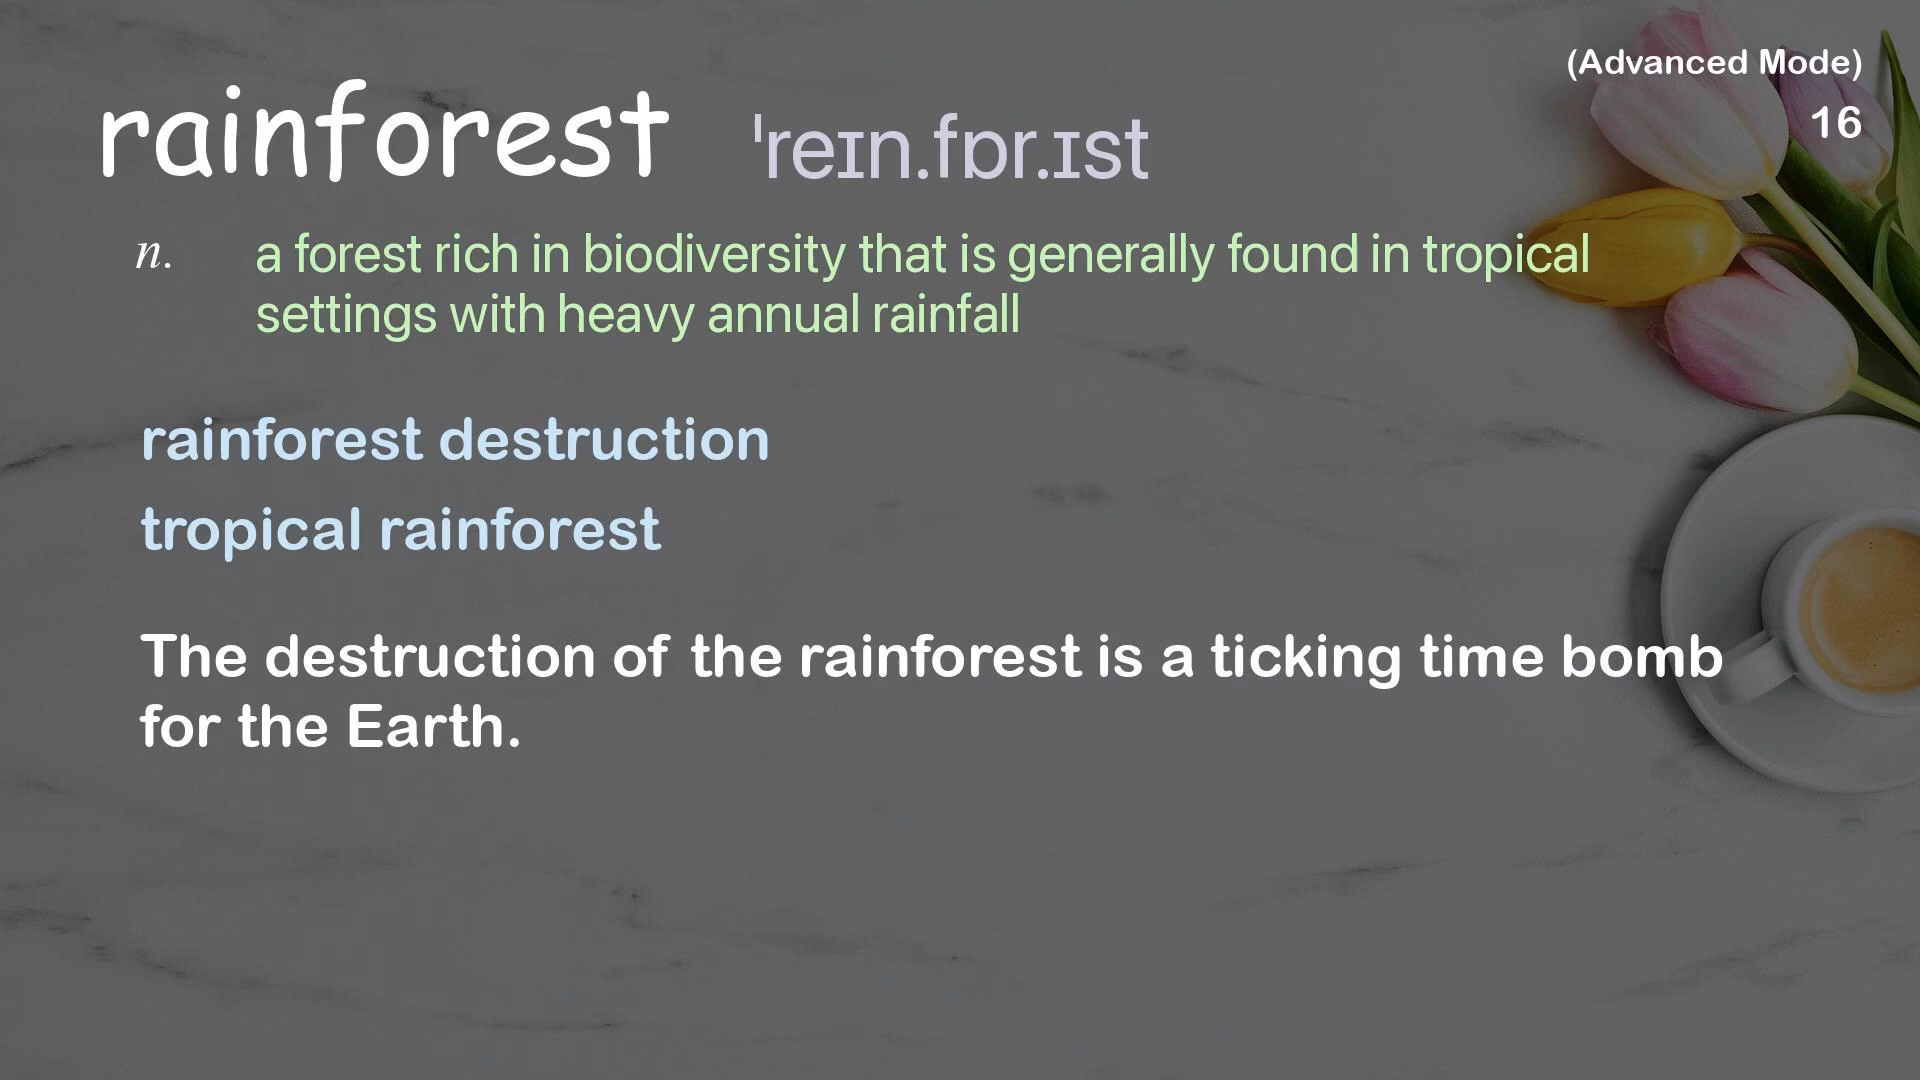 (Advanced Mode)
rainforest ˈreɪn.fɒr.ɪst
16
n. a forest rich in biodiversity that is generally found in tropical
settings with heavy annual rainfall
rainforest destruction
tropical rainforest
The destruction of the rainforest is a ticking time bomb
for the Earth.